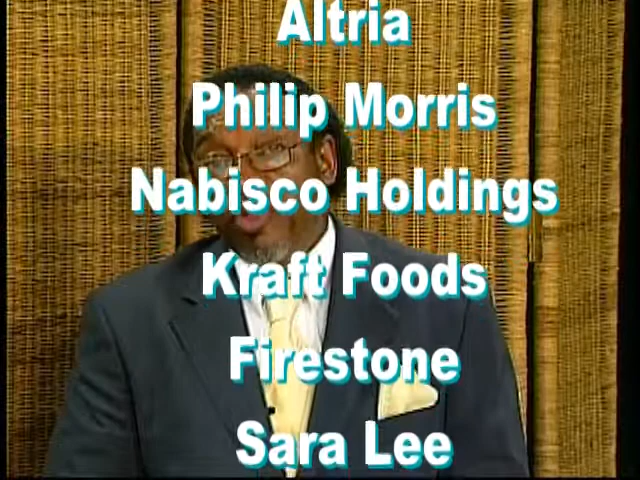 Altria
Philip Morris
Nabisco Holdings
Kraft Foods
Firestone
Sara Lee